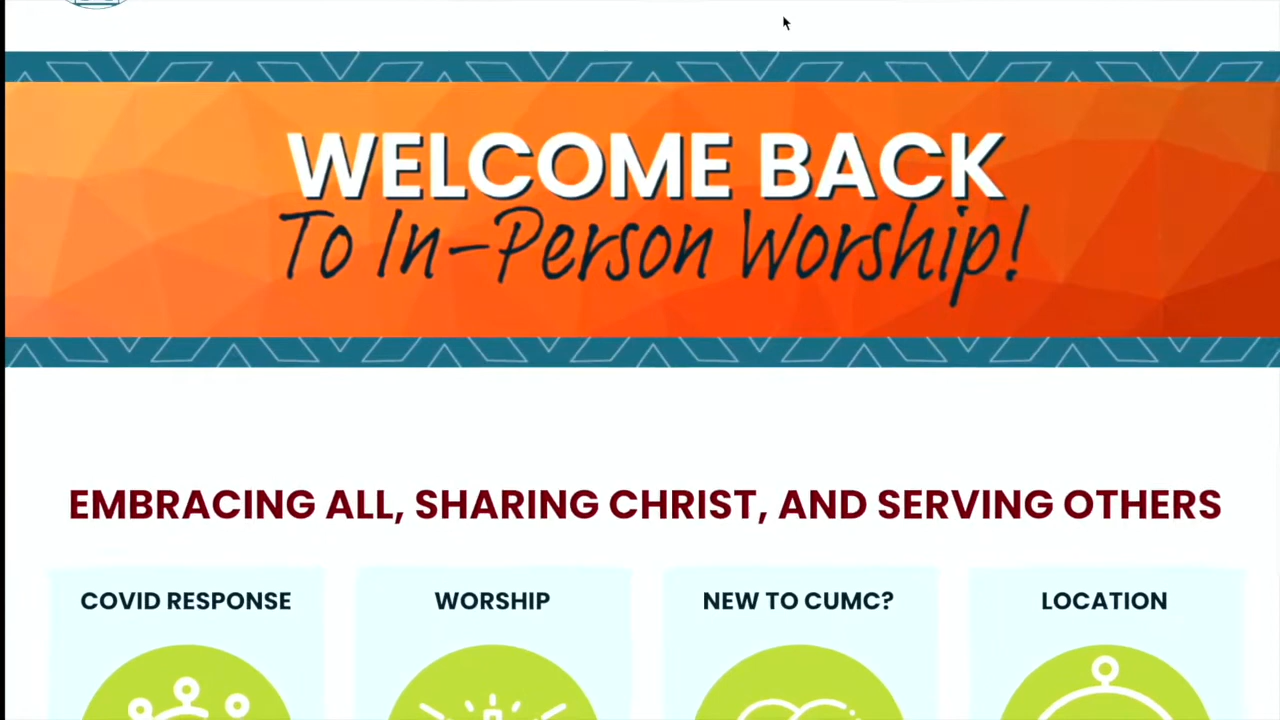 WELCOME BACK
To In-Person Worship!
EMBRACING ALL, SHARING CHRIST, AND SERVING OTHERS
COVID RESPONSE
WORSHIP
NEW TO CUMC?
LOCATION